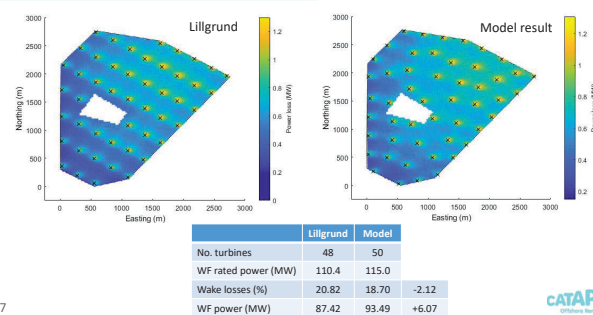 Lillgrund
3000
2500
2000
1500
1000
500
0
Northing (m)
0 500 1000 1500 2000 2500 3000
Easting (m)
1.2
1
0.8
0.6
0.4
0.2
0
Power loss (MW)
Model result
3000
2500
2000
1500
1000
500
0
Northing (m)
0 500 1000 1500 2000 2500 3000
Easting (m)
1.2
1
0.8
0.6
0.4
0.2
Lillgrund Model
No. turbines 48 50
WF rated power (MW) 110.4 115.0
Wake losses (%) 20.82 18.70 -2.12
WF power (MW) 87.42 93.49 +6.07
7
CATAP
Offshore Ren